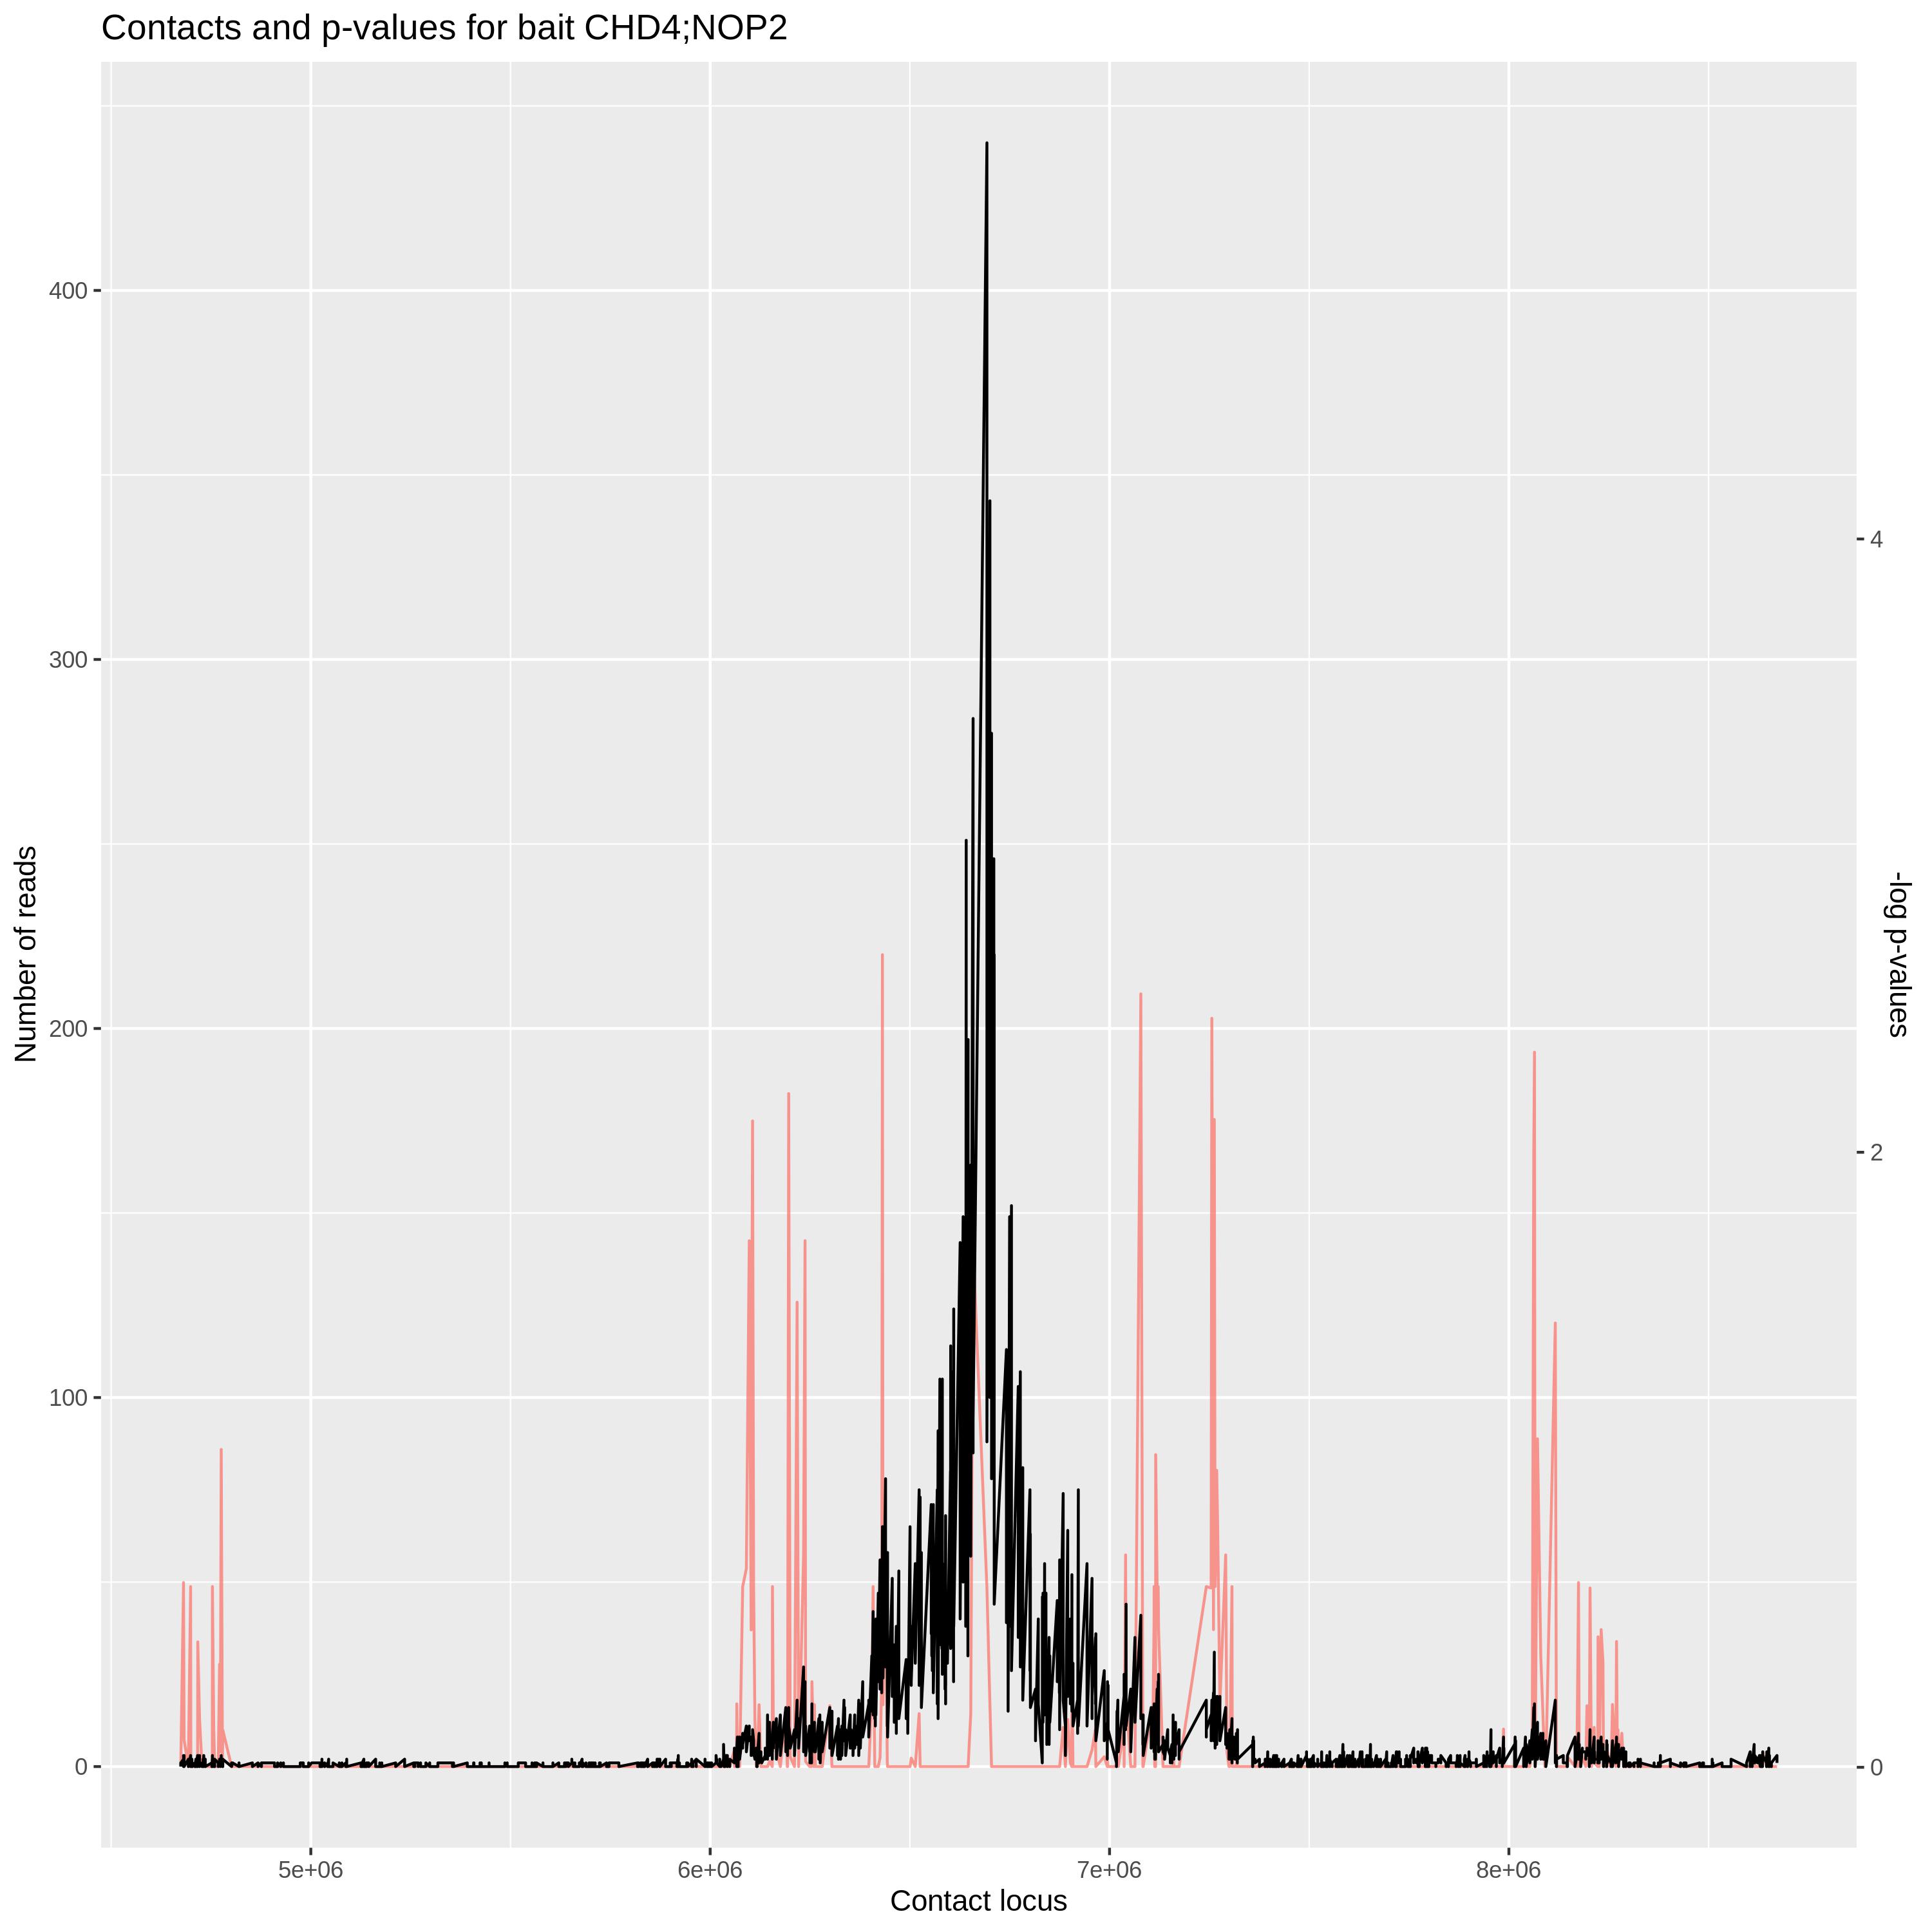 Contacts and p-values for bait CHD4;NOP2
Number of reads
400
300
200
100
0
4
2
0
-log p-values
5e+06
6e+06
7e+06
8e+06
Contact locus